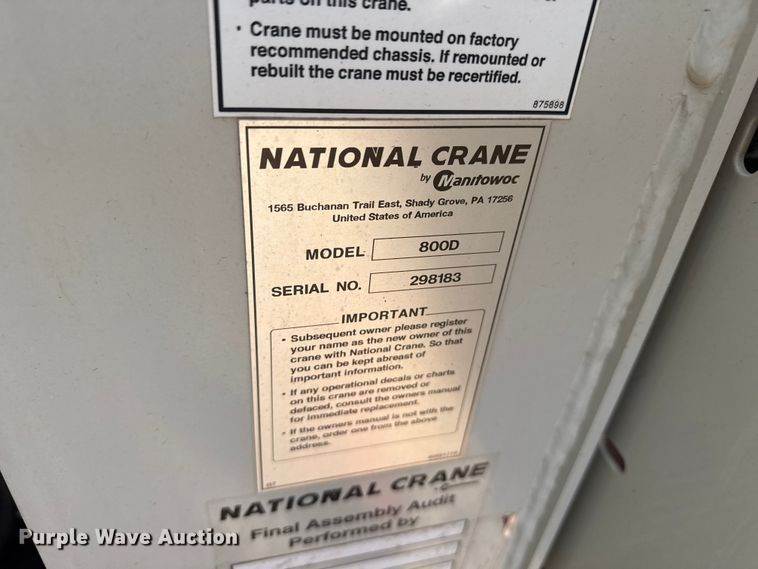 parts on this crane.
• Crane must be mounted on factory
recommended chassis. If remounted or
rebuilt the crane must be recertified.
875698
NATIONAL CRANE
by Manitowoc
1565 Buchanan Trail East, Shady Grove, PA 17256
United States of America
MODEL 800D
SERIAL NO. 298183
IMPORTANT
• Subsequent owner please register
your name as the new owner of this
crane with National Crane. So that
you can be kept abreast of
important information.
• If any operational decals or charts
on this crane are removed or
defaced, consult the owners manual
for immediate replacement.
• If the owners manual is not with the
crane, order one from the above
address.
NATIONAL CRANE
Final Assembly Audit
Performed by
Purple Wave Auction